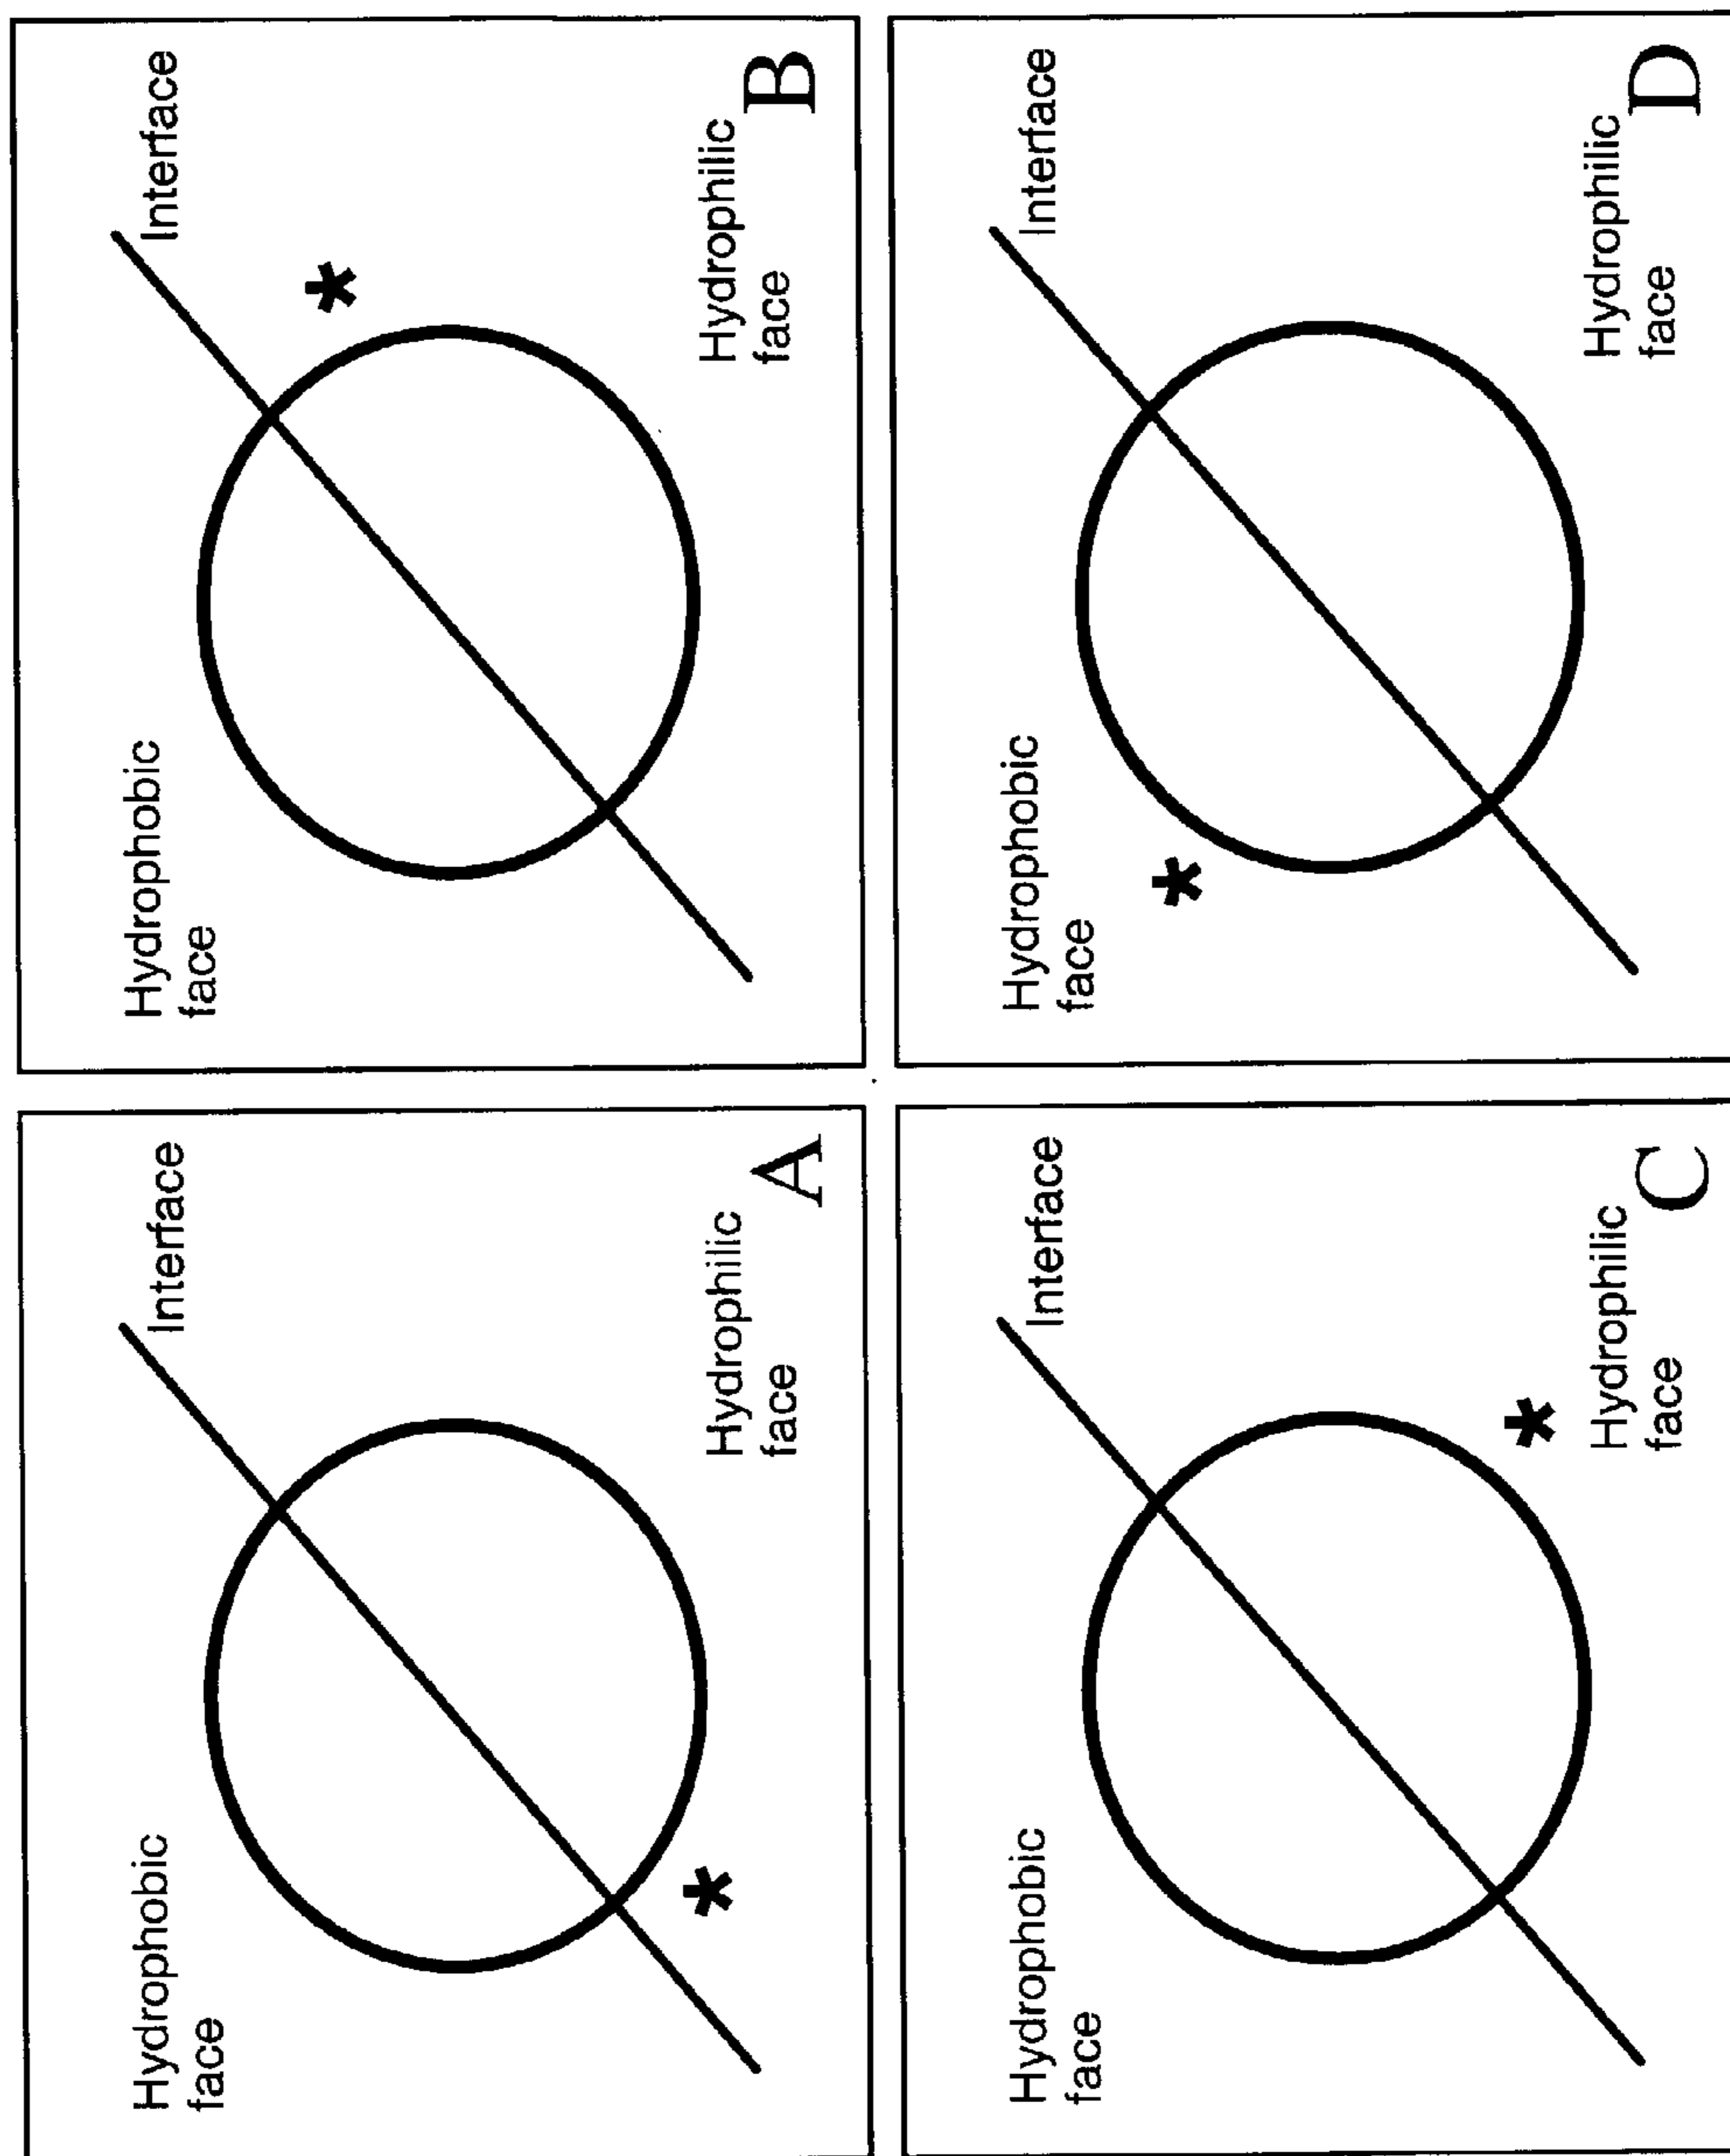 Hydrophobic
face
Interface
*
Hydrophilic
face
A
Hydrophobic
face
Interface
*
Hydrophilic
face
B
Hydrophobic
face
Interface
*
Hydrophilic
face
C
Hydrophobic
face
Interface
*
Hydrophilic
face
D